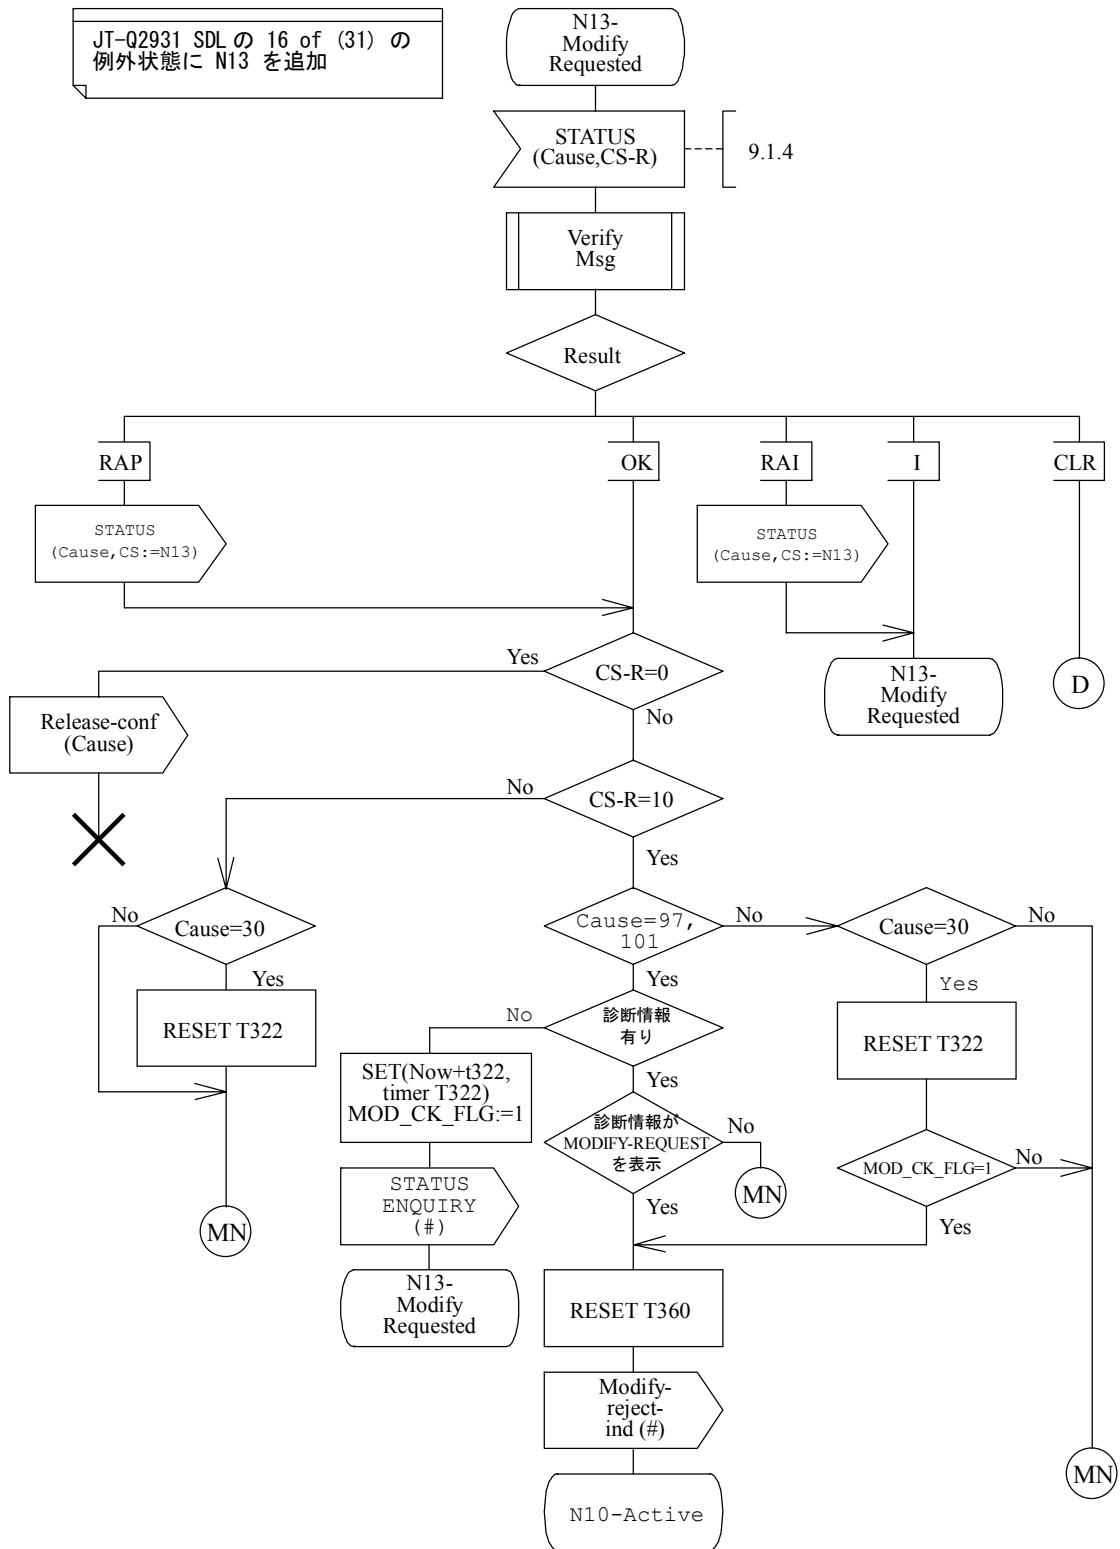 JT-Q2931 SDLの 16 of (31) の
例外状態に N13 を追加
N13-
Modify
Requested
STATUS
(Cause,CS-R)
9.1.4
Verify
Msg
Result
RAP
OK
RAI
I
CLR
STATUS
(Cause,CS:=N13)
STATUS
(Cause,CS:=N13)
Yes
CS-R=0
No
N13-
Modify
Requested
D
Release-conf
(Cause)
No
CS-R=10
Yes
No
Cause=30
Yes
RESET T322
MN
Cause=97,
101
No
Yes
Cause=30
No
Yes
RESET T322
No
診断情報
有り
Yes
SET(Now+t322,
timer T322)
MOD_CK_FLG:=1
診断情報が
MODIFY-REQUEST
を表示
No
MN
Yes
MOD_CK_FLG=1
No
Yes
STATUS
ENQUIRY
(#)
N13-
Modify
Requested
RESET T360
Modify-
reject-
ind (#)
MN
N10-Active